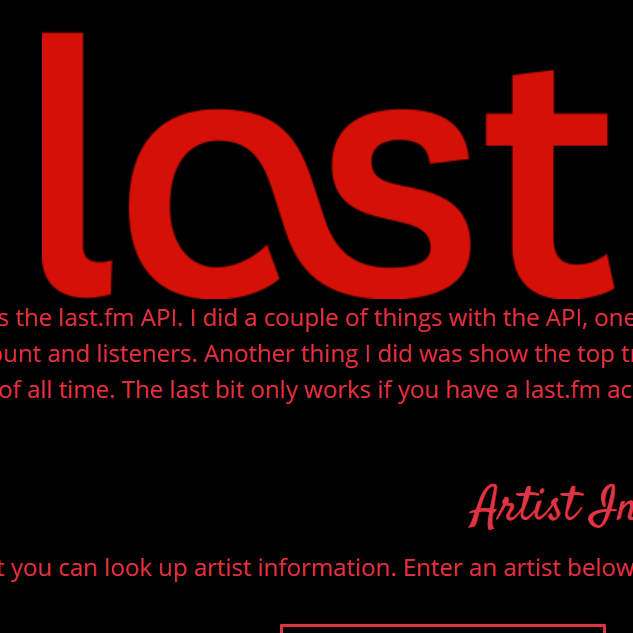 last
s the last.fm API. I did a couple of things with the API, one
ount and listeners. Another thing I did was show the top t
of all time. The last bit only works if you have a last.fm ac
Artist In
t you can look up artist information. Enter an artist below